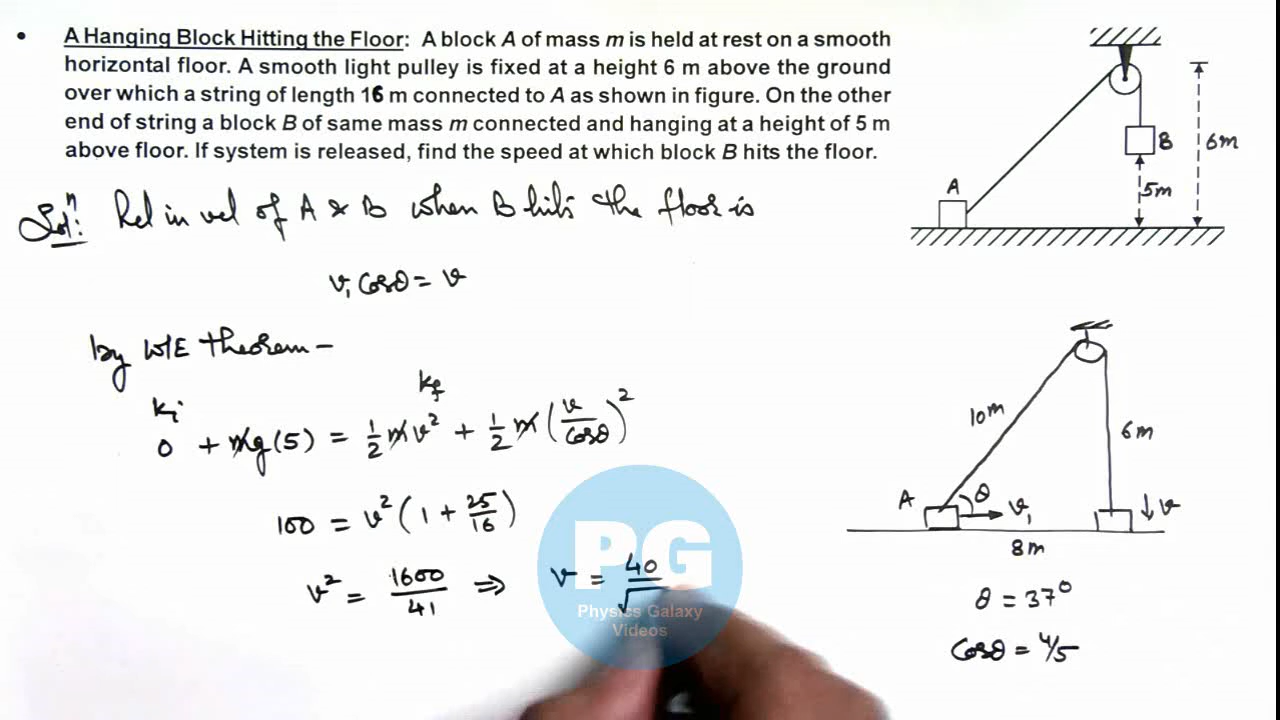 • A Hanging Block Hitting the Floor: A block A of mass m is held at rest on a smooth
horizontal floor. A smooth light pulley is fixed at a height 6 m above the ground
over which a string of length 16 m connected to A as shown in figure. On the other
end of string a block B of same mass m connected and hanging at a height of 5 m
above floor. If system is released, find the speed at which block B hits the floor.
A
B
5m
6m
Solⁿ: Rel in vel of A & B when B hits the floor is
v₁ cosθ = v
by W/E theorem –
kᵢ
k_f
0 + mg(5) = 1/2 mv² + 1/2 m(v/cosθ)²
100 = v²(1 + 25/16)
v² = 1600/41 ⇒ v = 40/√
10m
6m
A
θ
v₁
v
8m
θ = 37°
cosθ = 4/5
PG
Physics Galaxy
Videos